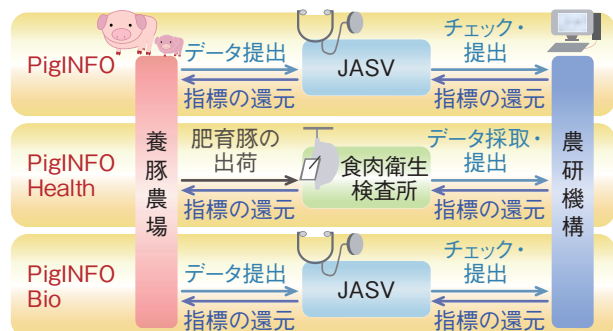 PigINFO
データ提出
指標の還元
JASV
チェック・
提出
指標の還元
養豚農場
農研機構
PigINFO
Health
肥育豚の
出荷
指標の還元
食肉衛生
検査所
データ採取・
提出
指標の還元
PigINFO
Bio
データ提出
指標の還元
JASV
チェック・
提出
指標の還元